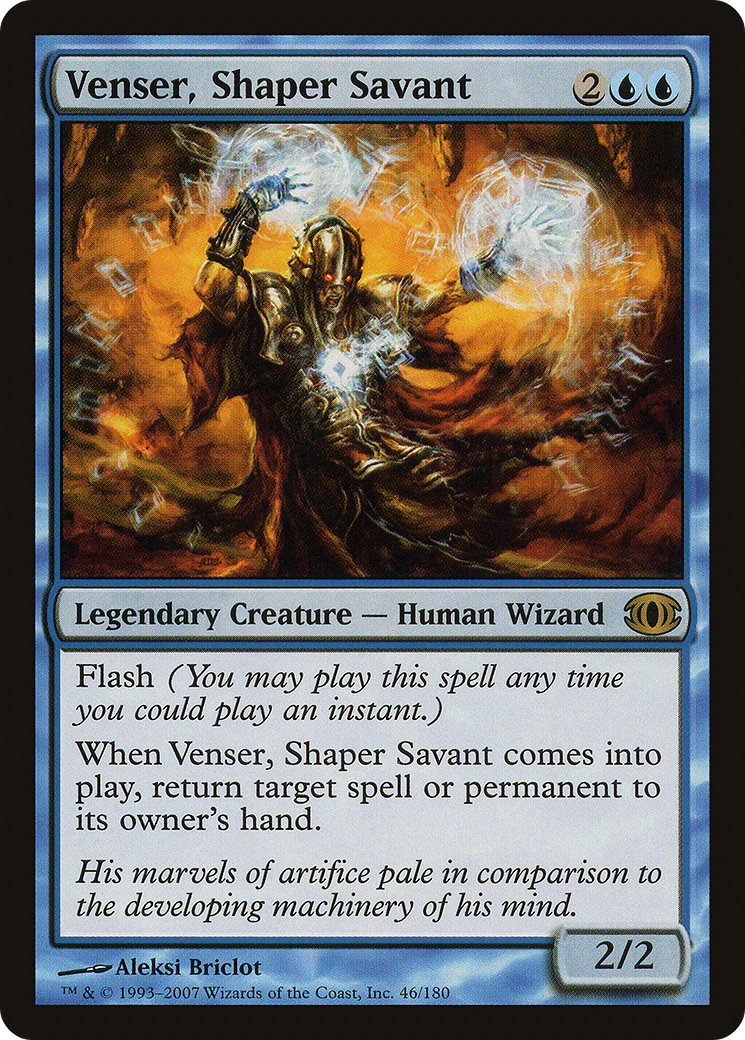 Venser, Shaper Savant 2
Legendary Creature — Human Wizard
Flash (You may play this spell any time
you could play an instant.)
When Venser, Shaper Savant comes into
play, return target spell or permanent to
its owner's hand.
His marvels of artifice pale in comparison to
the developing machinery of his mind.
2/2
Aleksi Briclot
™ & © 1993–2007 Wizards of the Coast, Inc. 46/180